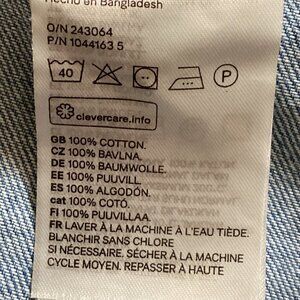 Hecho en Bangladesh
O/N 243064
P/N 1044163 5
40
P
clevercare.info
GB 100% COTTON.
CZ 100% BAVLNA.
DE 100% BAUMWOLLE.
EE 100% PUUVILL.
ES 100% ALGODÓN.
cat 100% COTÓ.
FI 100% PUUVILLAA.
FR LAVER À LA MACHINE À L'EAU TIÈDE.
BLANCHIR SANS CHLORE
SI NÉCESSAIRE. SÉCHER À LA MACHINE
CYCLE MOYEN. REPASSER À HAUTE